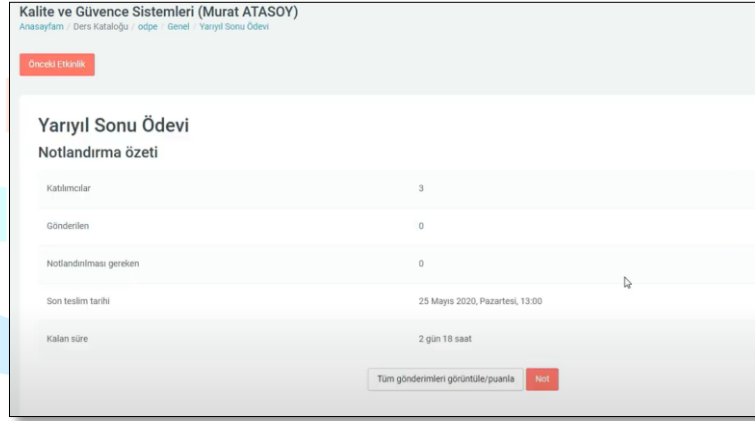 Kalite ve Güvence Sistemleri (Murat ATASOY)
Anasayfam / Ders Kataloğu / odpe / Genel / Yarıyıl Sonu Ödevi
Önceki Etkinlik
Yarıyıl Sonu Ödevi
Notlandırma özeti
Katılımcılar 3
Gönderilen 0
Notlandırılması gereken 0
Son teslim tarihi 25 Mayıs 2020, Pazartesi, 13:00
Kalan süre 2 gün 18 saat
Tüm gönderimleri görüntüle/puanla Not